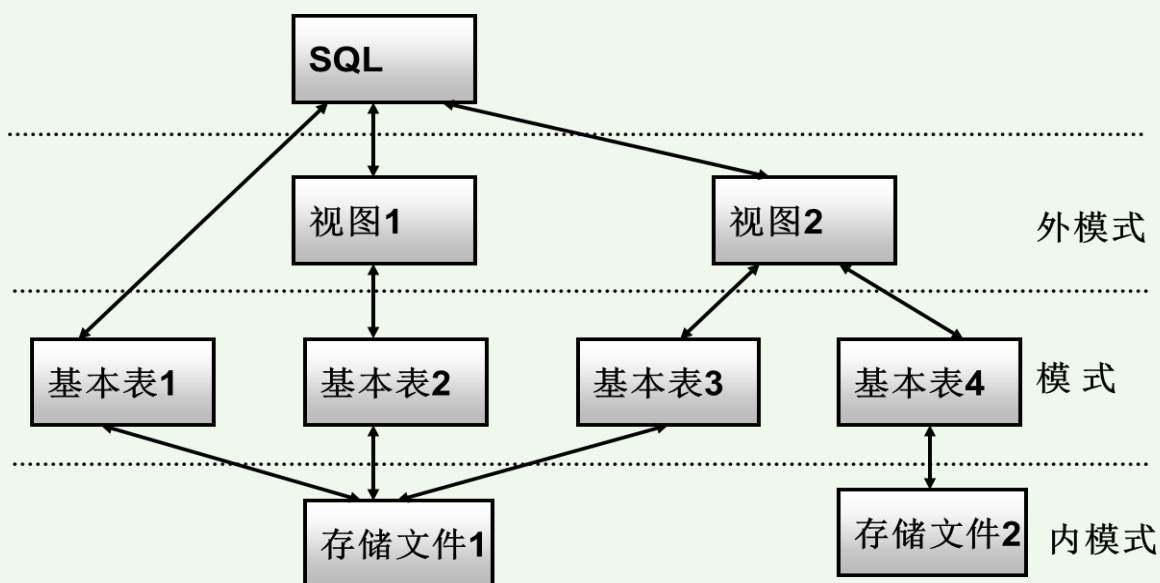 SQL
视图1
视图2
外模式
基本表1
基本表2
基本表3
基本表4
模 式
存储文件1
存储文件2
内模式